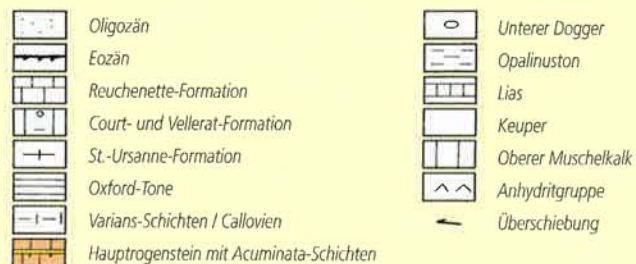 Oligozän
Eozän
Reuchenette-Formation
Court- und Vellerat-Formation
St.-Ursanne-Formation
Oxford-Tone
Varians-Schichten / Callovien
Hauptrogenstein mit Acuminata-Schichten
Unterer Dogger
Opalinuston
Lias
Keuper
Oberer Muschelkalk
Anhydritgruppe
Überschiebung